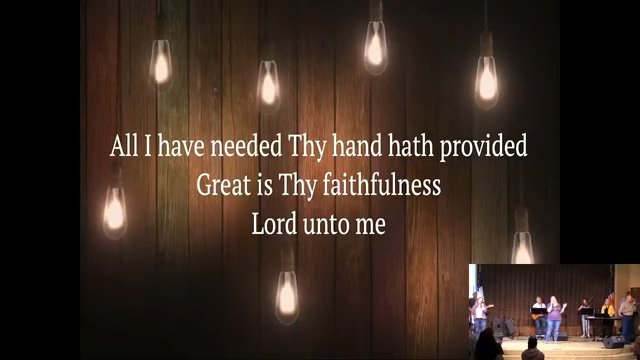 All I have needed Thy hand hath provided
Great is Thy faithfulness
Lord unto me